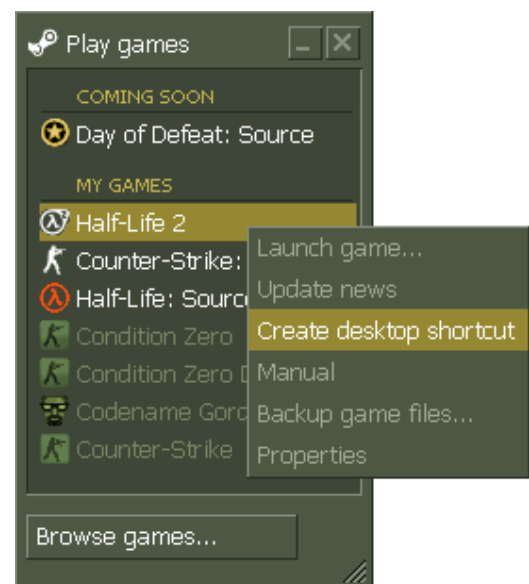 Play games
COMING SOON
Day of Defeat: Source
MY GAMES
Half-Life 2
Counter-Strike:
Half-Life: Source
Condition Zero
Condition Zero
Codename
Counter-Strike
Launch game...
Update news
Create desktop shortcut
Manual
Backup game files...
Properties
Browse games...